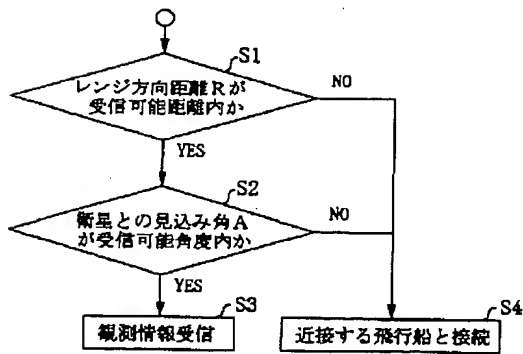 S1
レンジ方向距離Rが
受信可能距離内か
NO
YES
S2
衛星との見込み角A
が受信可能角度内か
NO
YES
S3
観測情報受信
S4
近接する飛行船と接続